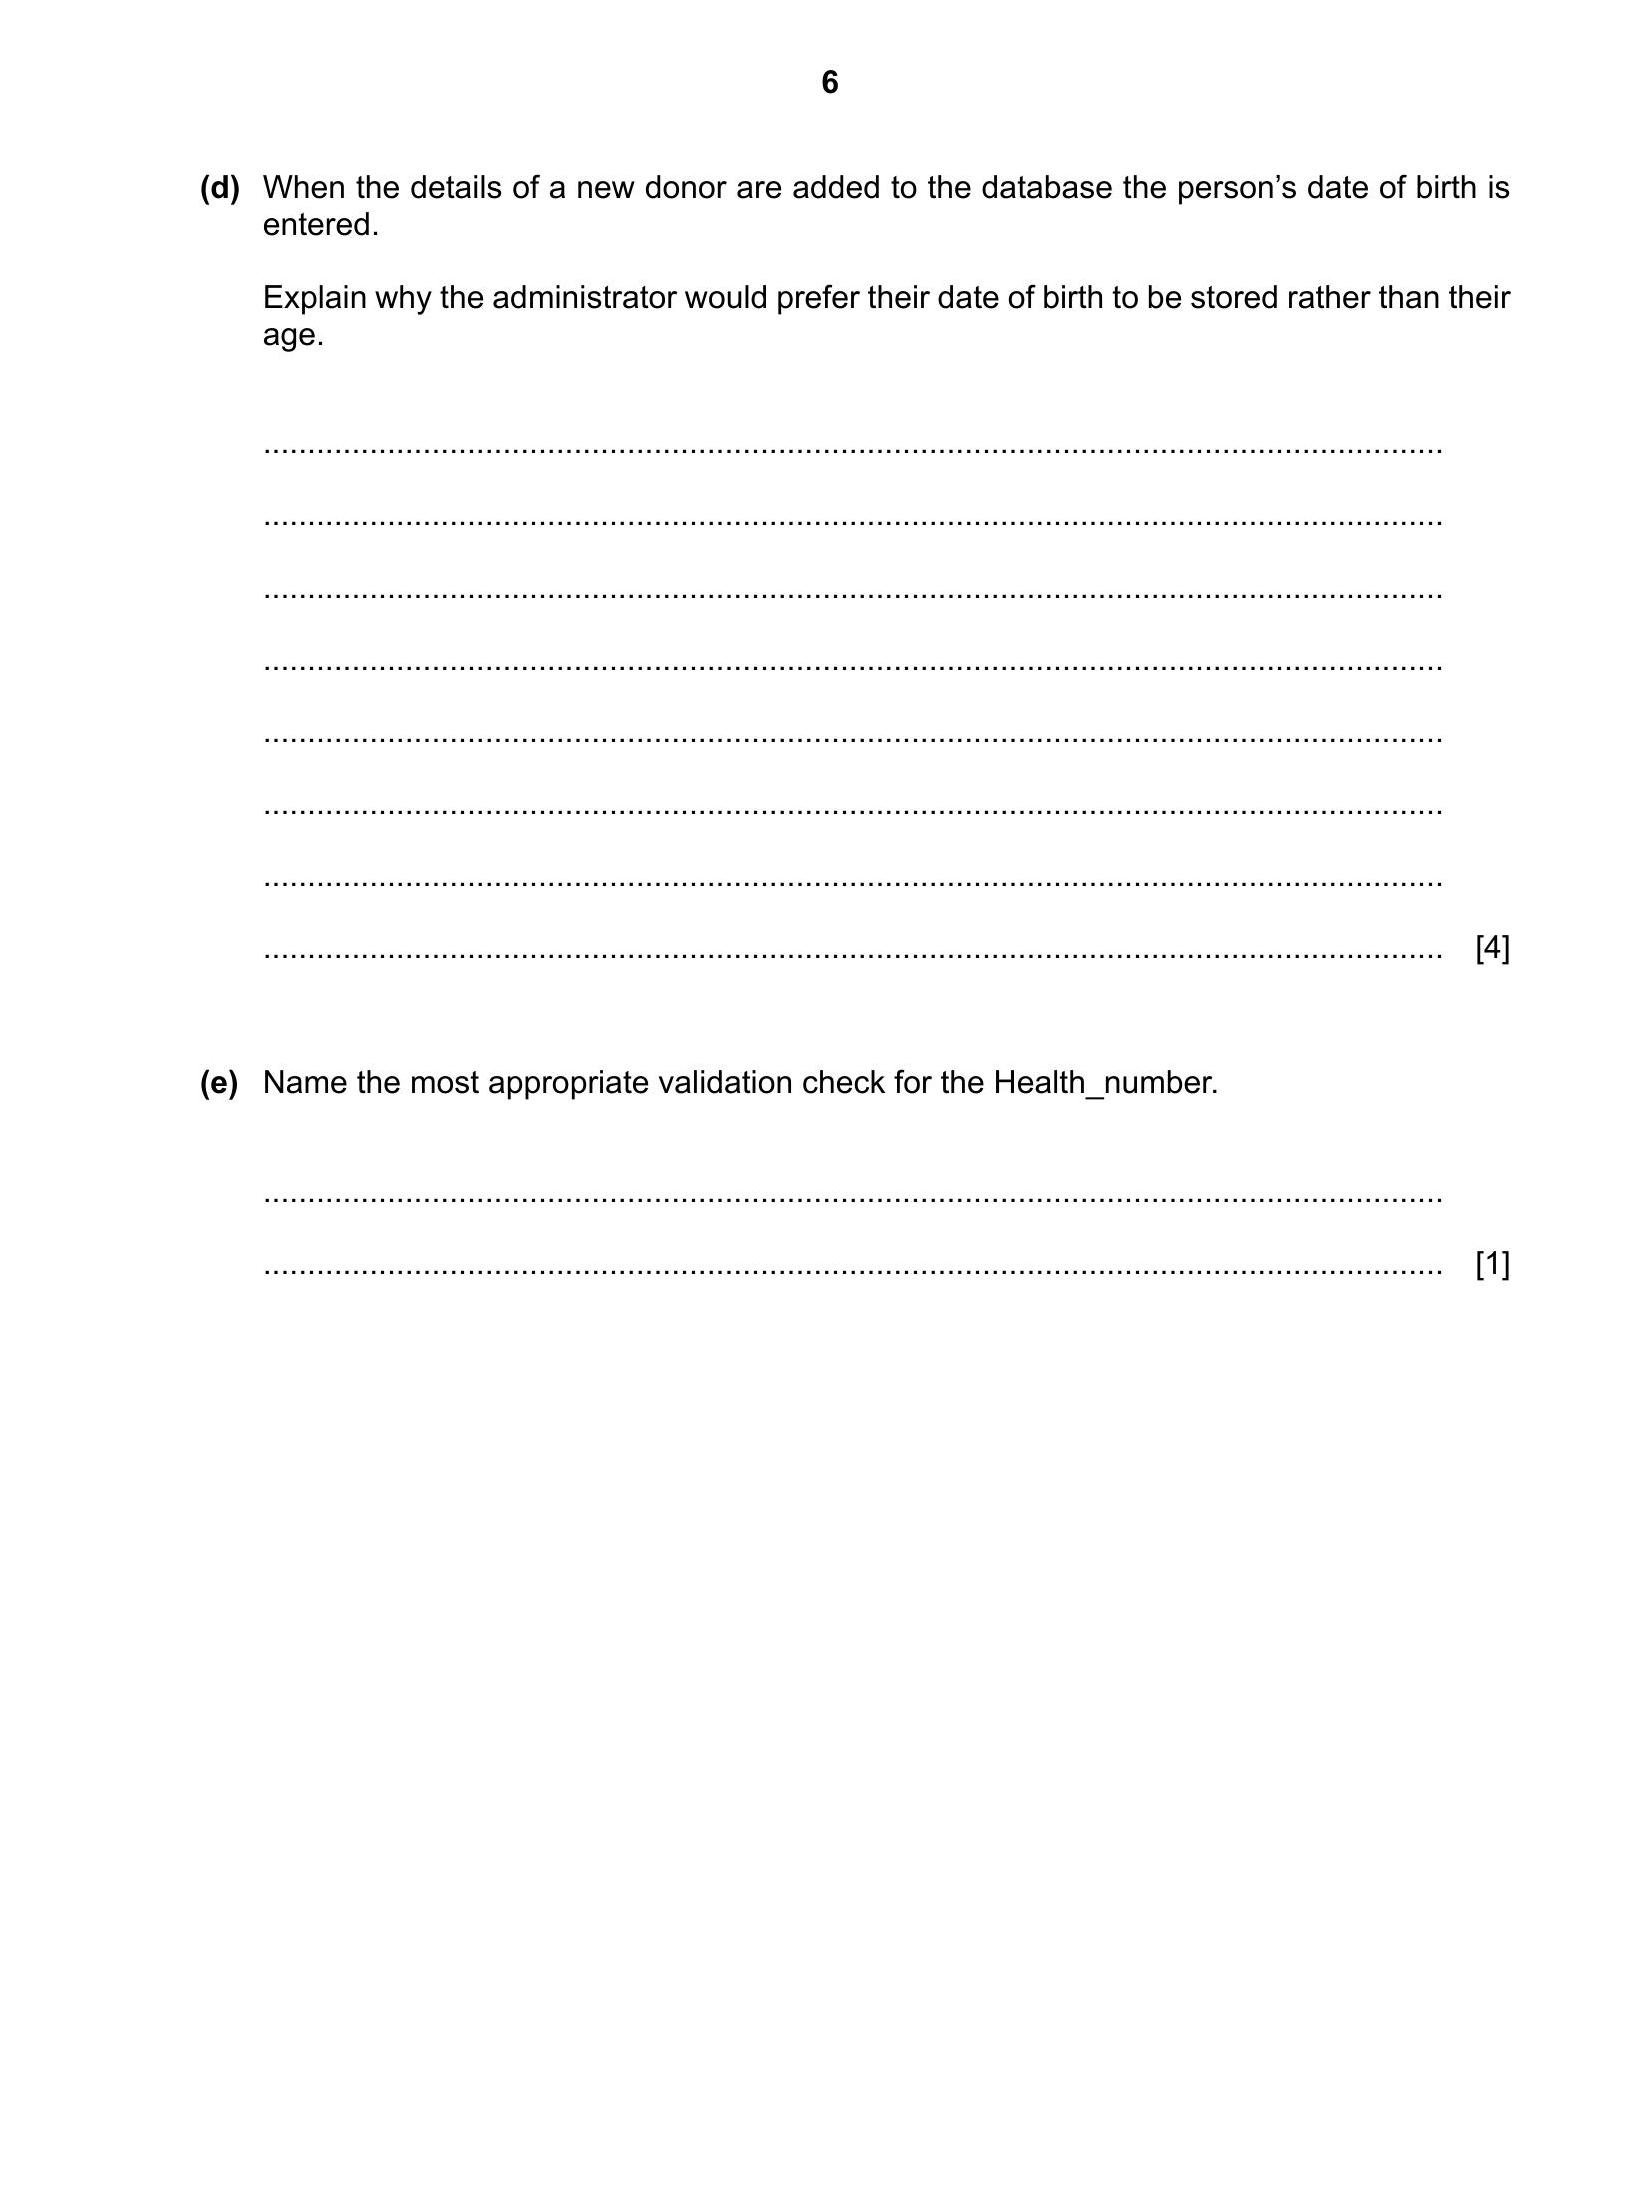 6
(d) When the details of a new donor are added to the database the person’s date of birth is
entered.
Explain why the administrator would prefer their date of birth to be stored rather than their
age.
..........................................................................................................................................
..........................................................................................................................................
..........................................................................................................................................
..........................................................................................................................................
..........................................................................................................................................
..........................................................................................................................................
..........................................................................................................................................
.......................................................................................................................................... [4]
(e) Name the most appropriate validation check for the Health_number.
..........................................................................................................................................
.......................................................................................................................................... [1]